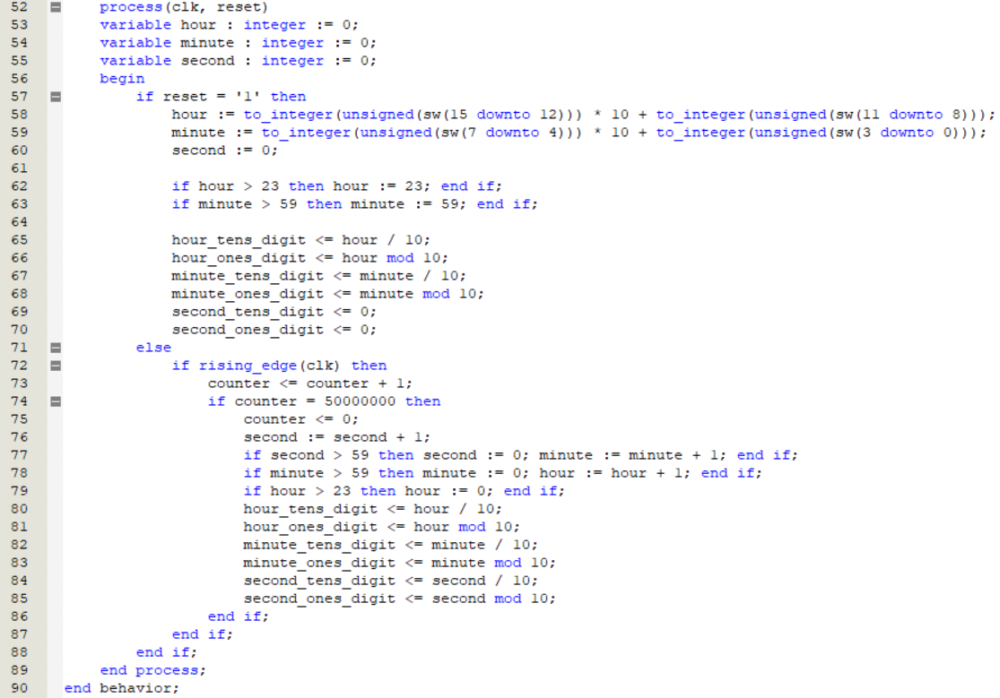 52 process(clk, reset)
53 variable hour : integer := 0;
54 variable minute : integer := 0;
55 variable second : integer := 0;
56 begin
57 if reset = '1' then
58 hour := to_integer(unsigned(sw(15 downto 12))) * 10 + to_integer(unsigned(sw(11 downto 8)));
59 minute := to_integer(unsigned(sw(7 downto 4))) * 10 + to_integer(unsigned(sw(3 downto 0)));
60 second := 0;
61
62 if hour > 23 then hour := 23; end if;
63 if minute > 59 then minute := 59; end if;
64
65 hour_tens_digit <= hour / 10;
66 hour_ones_digit <= hour mod 10;
67 minute_tens_digit <= minute / 10;
68 minute_ones_digit <= minute mod 10;
69 second_tens_digit <= 0;
70 second_ones_digit <= 0;
71 else
72 if rising_edge(clk) then
73 counter <= counter + 1;
74 if counter = 50000000 then
75 counter <= 0;
76 second := second + 1;
77 if second > 59 then second := 0; minute := minute + 1; end if;
78 if minute > 59 then minute := 0; hour := hour + 1; end if;
79 if hour > 23 then hour := 0; end if;
80 hour_tens_digit <= hour / 10;
81 hour_ones_digit <= hour mod 10;
82 minute_tens_digit <= minute / 10;
83 minute_ones_digit <= minute mod 10;
84 second_tens_digit <= second / 10;
85 second_ones_digit <= second mod 10;
86 end if;
87 end if;
88 end if;
89 end process;
90 end behavior;